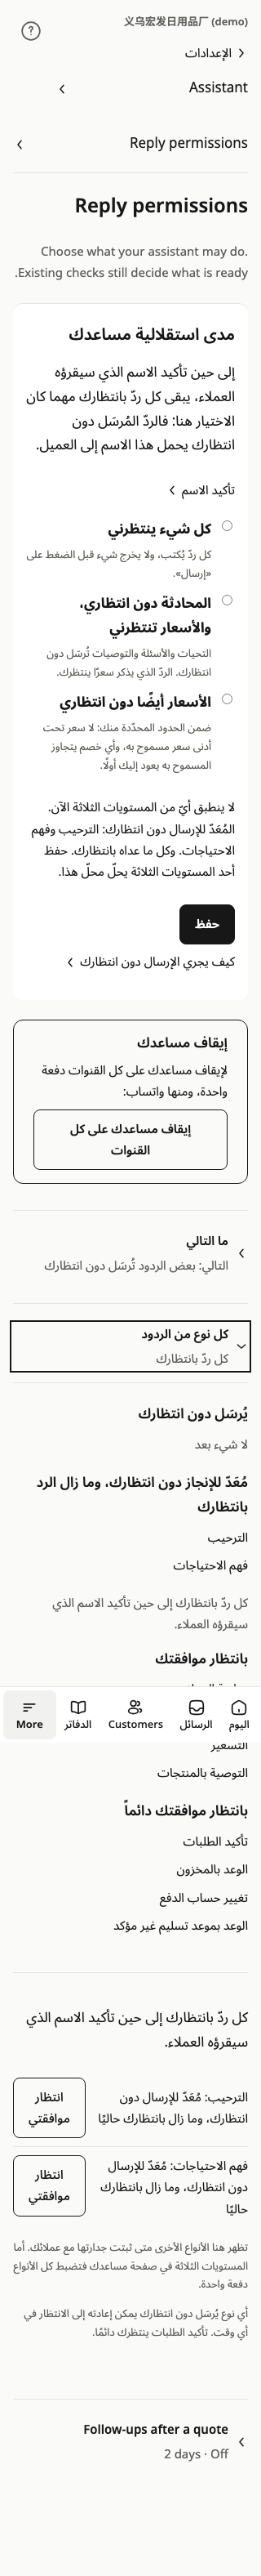 义乌宏发日用品厂 (demo)
الإعدادات
Assistant
Reply permissions
Reply permissions
Choose what your assistant may do.
Existing checks still decide what is ready.
مدى استقلالية مساعدك
إلى حين تأكيد الاسم الذي سيقرؤه
العملاء، يبقى كل ردّ بانتظارك مهما كان
الاختيار هنا: فالردّ المُرسَل دون
انتظارك يحمل هذا الاسم إلى العميل.
تأكيد الاسم
كل شيء ينتظرني
كل ردّ يُكتب، ولا يخرج شيء قبل الضغط على
«إرسال».
المحادثة دون انتظاري،
والأسعار تنتظرني
التحيات والأسئلة والتوصيات تُرسَل دون
انتظارك. الردّ الذي يذكر سعرًا ينتظرك.
الأسعار أيضًا دون انتظاري
ضمن الحدود المحدّدة منك: لا سعر تحت
أدنى سعر مسموح به، وأي خصم يتجاوز
المسموح به يعود إليك أولًا.
لا ينطبق أيّ من المستويات الثلاثة الآن.
المُعَدّ للإرسال دون انتظارك: الترحيب وفهم
الاحتياجات. وكل ما عداه بانتظارك. حفظ
أحد المستويات الثلاثة يحلّ محلّ هذا.
حفظ
كيف يجري الإرسال دون انتظارك
إيقاف مساعدك
لإيقاف مساعدك على كل القنوات دفعة
واحدة، ومنها واتساب:
إيقاف مساعدك على كل
القنوات
ما التالي
التالي: بعض الردود تُرسَل دون انتظارك
كل نوع من الردود
كل ردّ بانتظارك
يُرسَل دون انتظارك
لا شيء بعد
مُعَدّ للإنجاز دون انتظارك، وما زال الرد
بانتظارك
الترحيب
فهم الاحتياجات
كل ردّ بانتظارك إلى حين تأكيد الاسم الذي
سيقرؤه العملاء.
بانتظار موافقتك
اليوم
الرسائل
Customers
الدفاتر
More
التسعير
التوصية بالمنتجات
بانتظار موافقتك دائماً
تأكيد الطلبات
الوعد بالمخزون
تغيير حساب الدفع
الوعد بموعد تسليم غير مؤكد
كل ردّ بانتظارك إلى حين تأكيد الاسم الذي
سيقرؤه العملاء.
الترحيب: مُعَدّ للإرسال دون
انتظارك، وما زال بانتظارك حاليًا
انتظار
موافقتي
فهم الاحتياجات: مُعَدّ للإرسال
دون انتظارك، وما زال بانتظارك
حاليًا
انتظار
موافقتي
تظهر هنا الأنواع الأخرى متى ثبتت جدارتها مع عملائك. أما
المستويات الثلاثة في صفحة مساعدك فتضبط كل الأنواع
دفعة واحدة.
أي نوع يُرسَل دون انتظارك يمكن إعادته إلى الانتظار في
أي وقت. تأكيد الطلبات ينتظرك دائمًا.
Follow-ups after a quote
2 days · Off